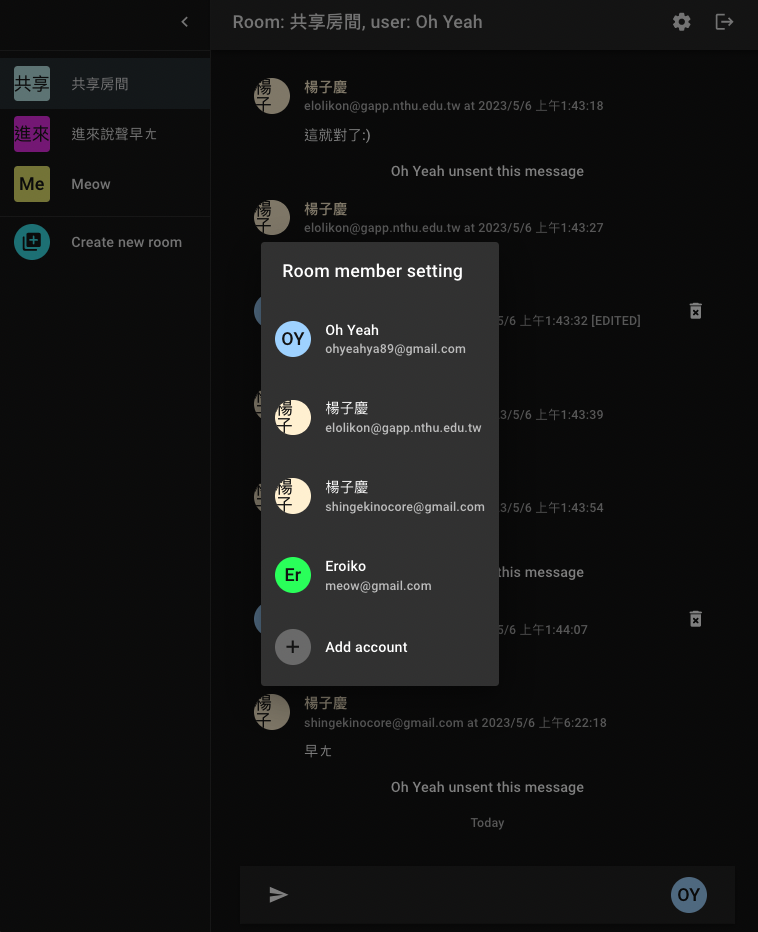 Room: 共享房間, user: Oh Yeah
共享
共享房間
進來
進來說聲早ㄤ
Me
Meow
Create new room
楊子
楊子慶
elolikon@gapp.nthu.edu.tw at 2023/5/6 上午1:43:18
這就對了:)
Oh Yeah unsent this message
楊子
楊子慶
elolikon@gapp.nthu.edu.tw at 2023/5/6 上午1:43:27
Room member setting
OY
Oh Yeah
ohyeahya89@gmail.com
5/6 上午1:43:32 [EDITED]
楊子
楊子慶
elolikon@gapp.nthu.edu.tw
3/5/6 上午1:43:39
楊子
楊子慶
shingekinocore@gmail.com
3/5/6 上午1:43:54
Er
Eroiko
meow@gmail.com
this message
5/6 上午1:44:07
Add account
楊子
楊子慶
shingekinocore@gmail.com at 2023/5/6 上午6:22:18
早ㄤ
Oh Yeah unsent this message
Today
OY